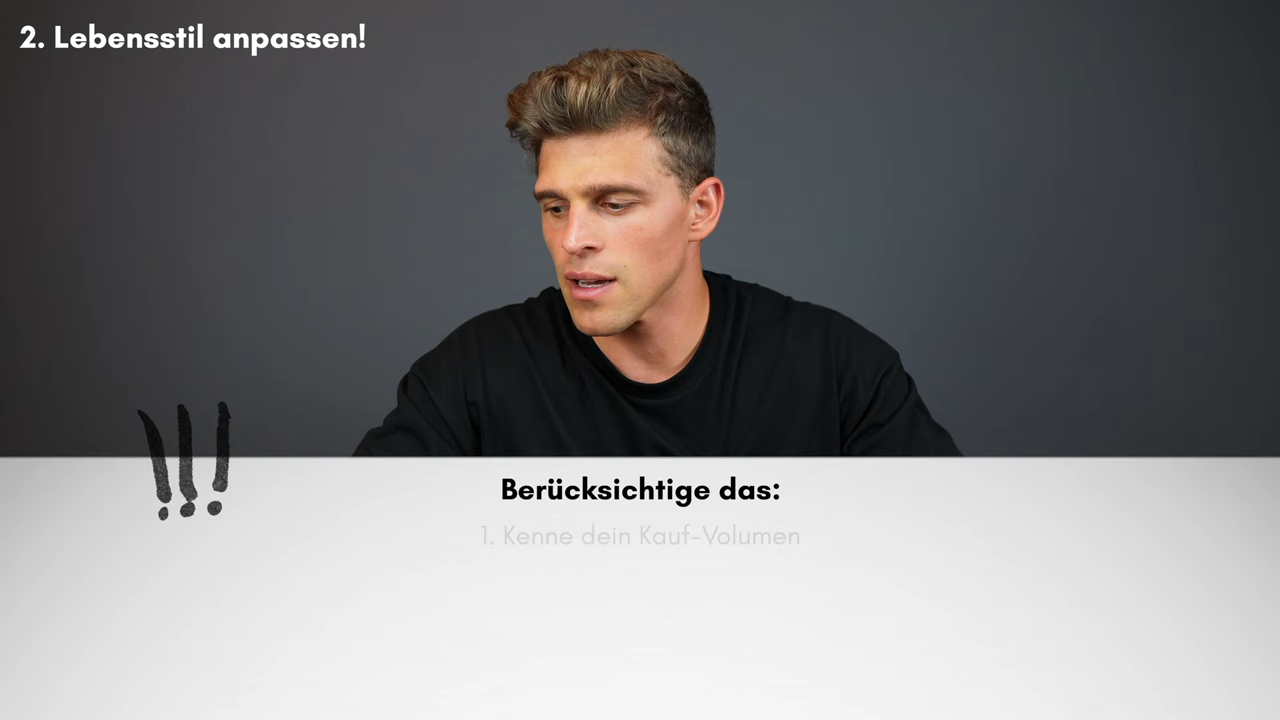 2. Lebensstil anpassen!
!!!
Berücksichtige das:
1. Kenne dein Kauf-Volumen